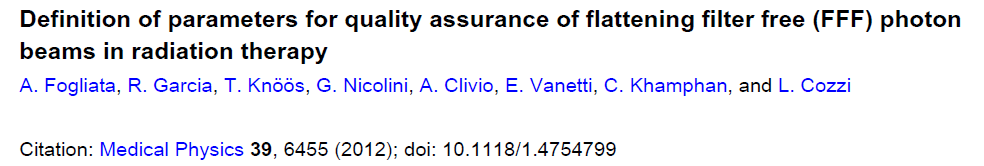 Definition of parameters for quality assurance of flattening filter free (FFF) photon
beams in radiation therapy
A. Fogliata, R. Garcia, T. Knöös, G. Nicolini, A. Clivio, E. Vanetti, C. Khamphan, and L. Cozzi
Citation: Medical Physics 39, 6455 (2012); doi: 10.1118/1.4754799